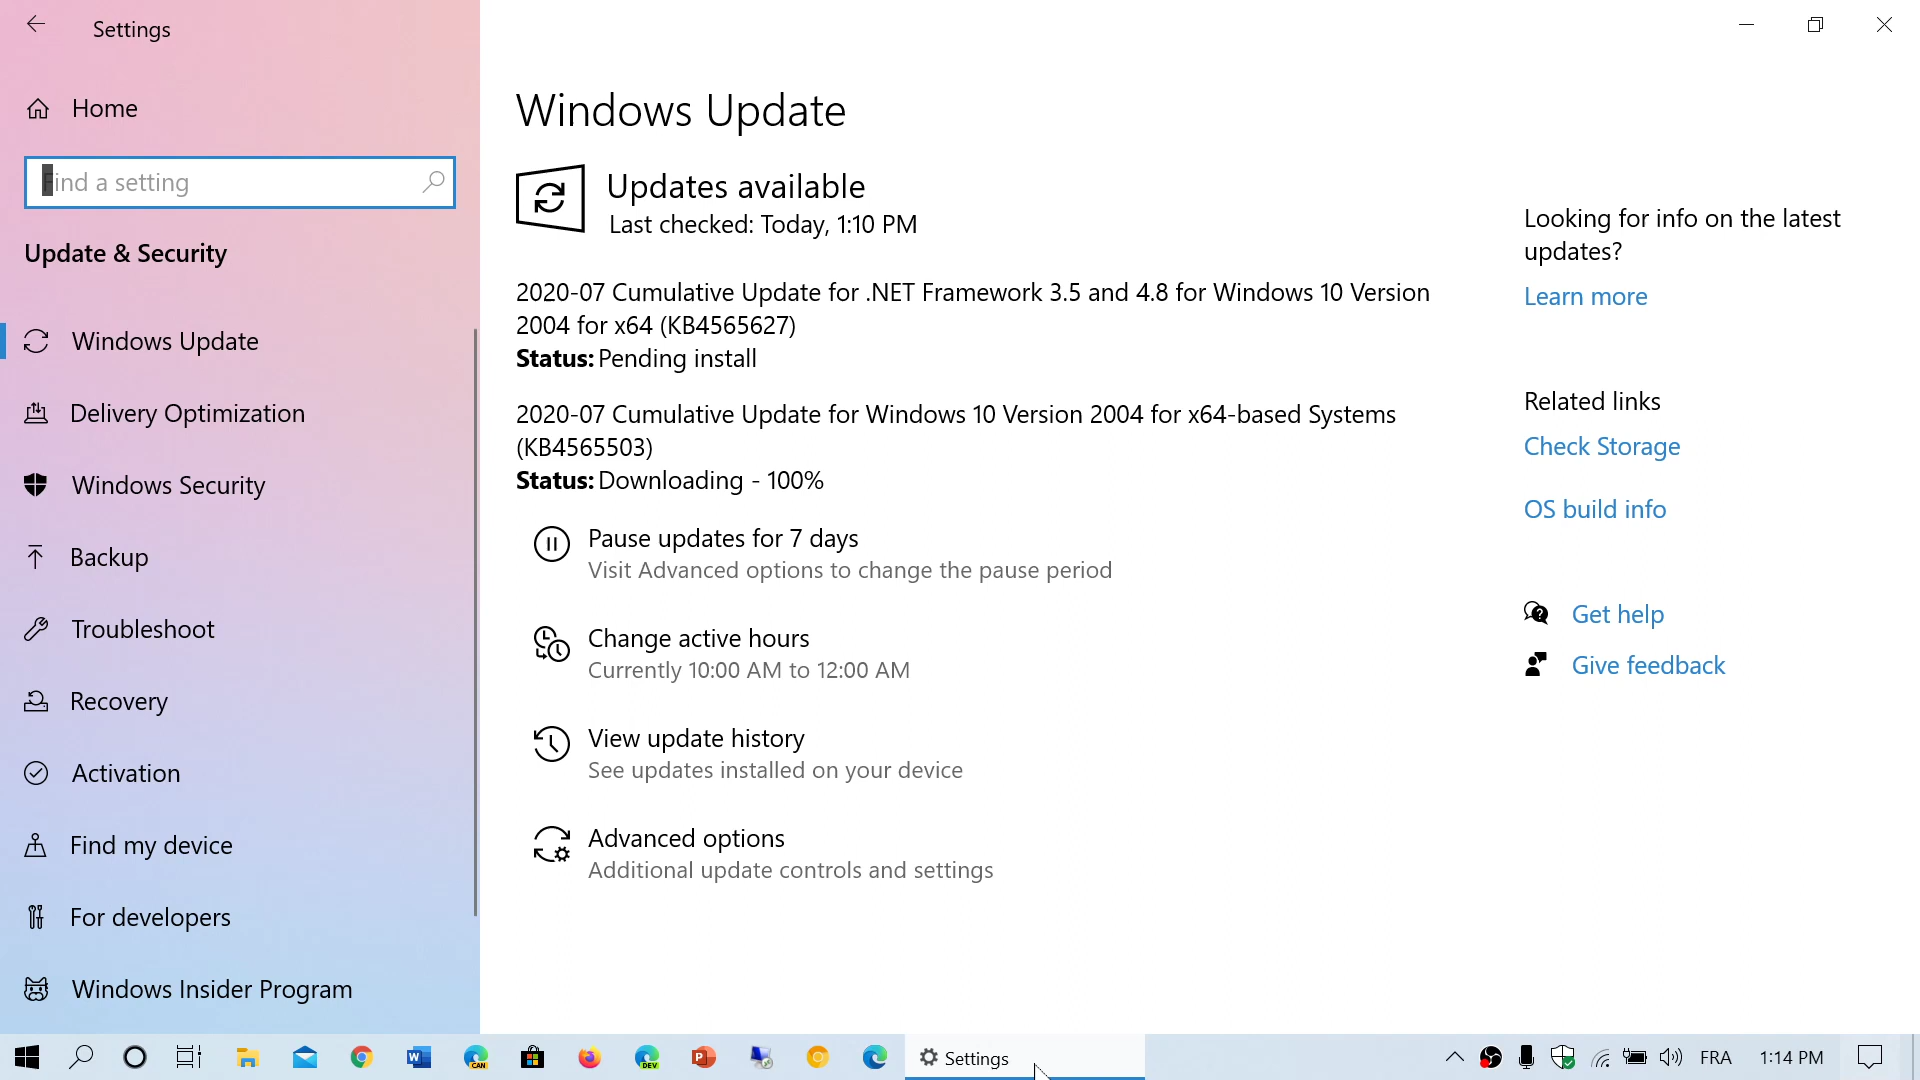 Settings
Home
Find a setting
Update & Security
Windows Update
Delivery Optimization
Windows Security
Backup
Troubleshoot
Recovery
Activation
Find my device
For developers
Windows Insider Program
Windows Update
Updates available
Last checked: Today, 1:10 PM
2020-07 Cumulative Update for .NET Framework 3.5 and 4.8 for Windows 10 Version
2004 for x64 (KB4565627)
Status: Pending install
2020-07 Cumulative Update for Windows 10 Version 2004 for x64-based Systems
(KB4565503)
Status: Downloading - 100%
Pause updates for 7 days
Visit Advanced options to change the pause period
Change active hours
Currently 10:00 AM to 12:00 AM
View update history
See updates installed on your device
Advanced options
Additional update controls and settings
Looking for info on the latest
updates?
Learn more
Related links
Check Storage
OS build info
Get help
Give feedback
W
CAN
DEV
P
Settings
FRA
1:14 PM